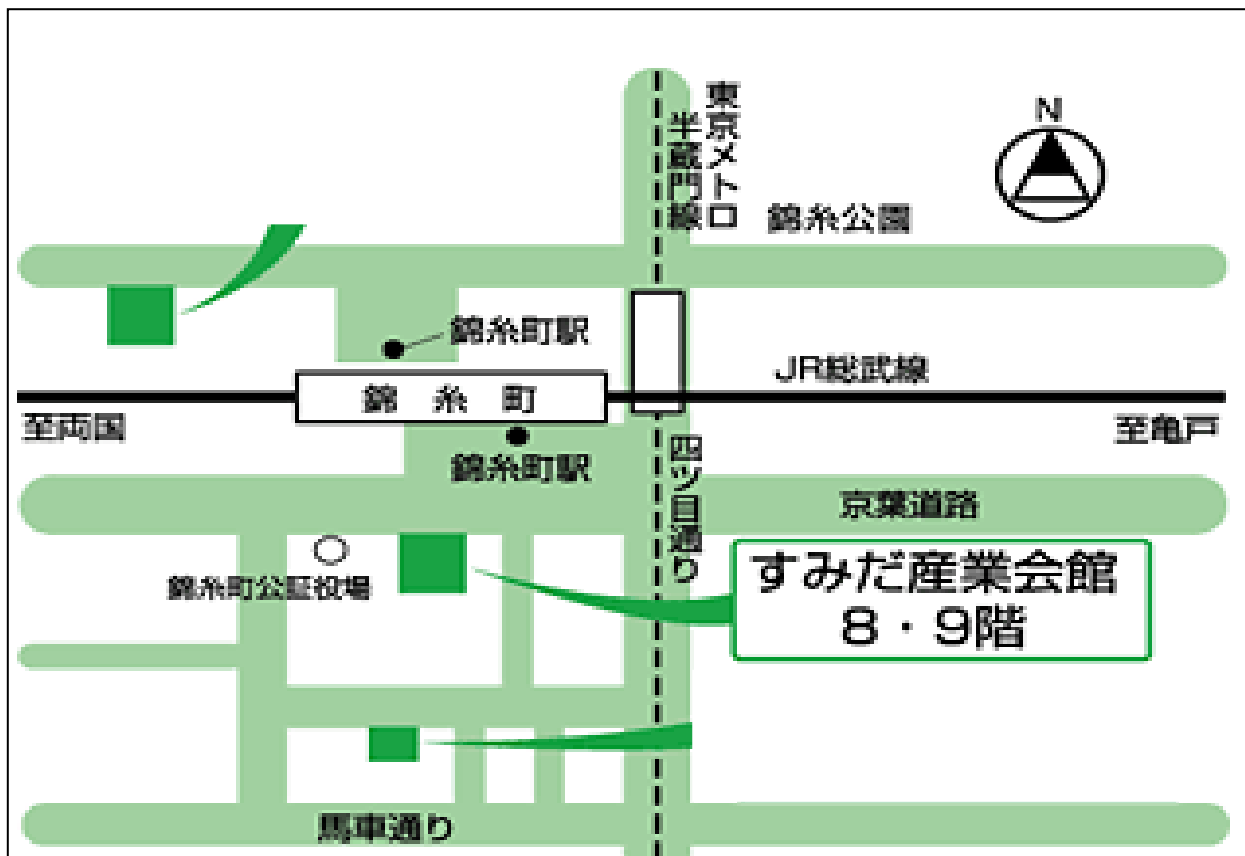 東京メトロ
半蔵門線
N
錦糸公園
錦糸町駅
JR総武線
錦糸町
至両国
至亀戸
錦糸町駅
四ツ目通り
京葉道路
錦糸町公証役場
すみだ産業会館
8・9階
馬車通り